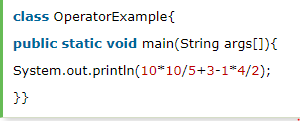 class OperatorExample{
public static void main(String args[]){
System.out.println(10*10/5+3-1*4/2);
}}